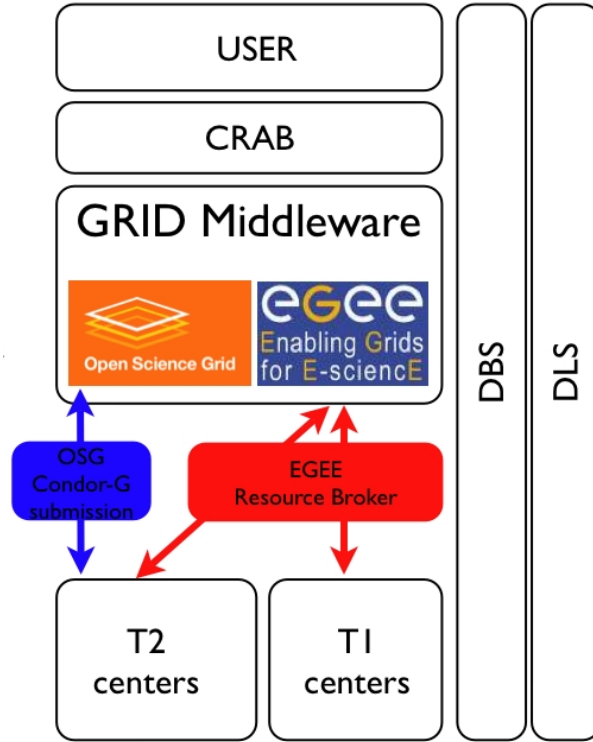 USER
CRAB
GRID Middleware
Open Science Grid
eGee
Enabling Grids
for E-sciencE
OSG
Condor-G
submission
EGEE
Resource Broker
T2
centers
T1
centers
DBS
DLS